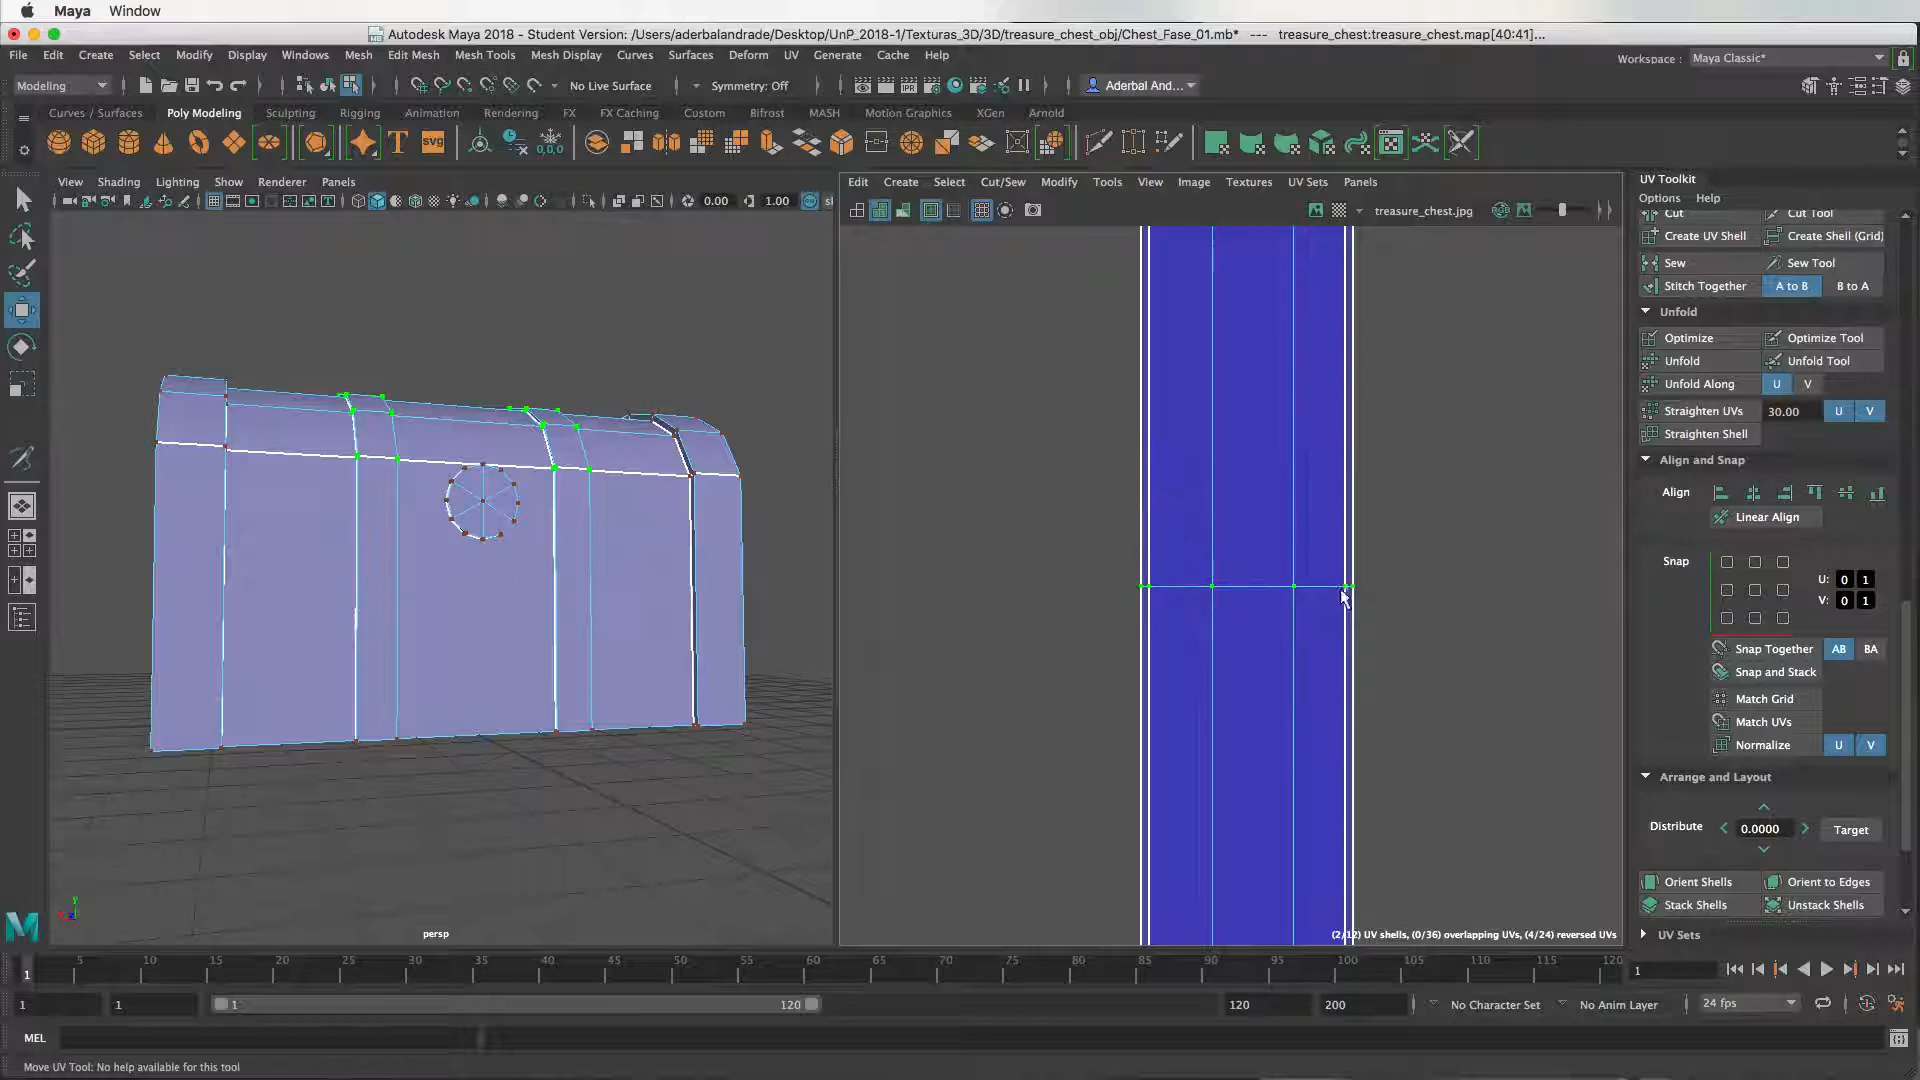 Maya Window
Autodesk Maya 2018 - Student Version: /Users/aderbalandrade/Desktop/UnP_2018-1/Texturas_3D/3D/treasure_chest_obj/Chest_Fase_01.mb* --- treasure_chest:treasure_chest.map[40:41]...
File Edit Create Select Modify Display Windows Mesh Edit Mesh Mesh Tools Mesh Display Curves Surfaces Deform UV Generate Cache Help
Workspace : Maya Classic*
Modeling No Live Surface Symmetry: Off Aderbal And...
Curves / Surfaces Poly Modeling Sculpting Rigging Animation Rendering FX FX Caching Custom Bifrost MASH Motion Graphics XGen Arnold
T svg 0,0,0
UV Toolkit
View Shading Lighting Show Renderer Panels
Edit Create Select Cut/Sew Modify Tools View Image Textures UV Sets Panels
Options Help
0.00 1.00
treasure_chest.jpg
Cut Cut Tool
Create UV Shell Create Shell (Grid)
Sew Sew Tool
Stitch Together A to B B to A
Unfold
Optimize Optimize Tool
Unfold Unfold Tool
Unfold Along U V
Straighten UVs 30.00 U V
Straighten Shell
Align and Snap
Align
Linear Align
Snap
U: 0 1
V: 0 1
Snap Together AB BA
Snap and Stack
Match Grid
Match UVs
Normalize U V
Arrange and Layout
Distribute 0.0000 Target
Orient Shells Orient to Edges
Stack Shells Unstack Shells
UV Sets
persp
(2/12) UV shells, (0/36) overlapping UVs, (4/24) reversed UVs
1 5 10 15 20 25 30 35 40 45 50 55 60 65 70 75 80 85 90 95 100 105 110 115 120
1
1 1 1 120 120 200 No Character Set No Anim Layer 24 fps
MEL
Move UV Tool: No help available for this tool